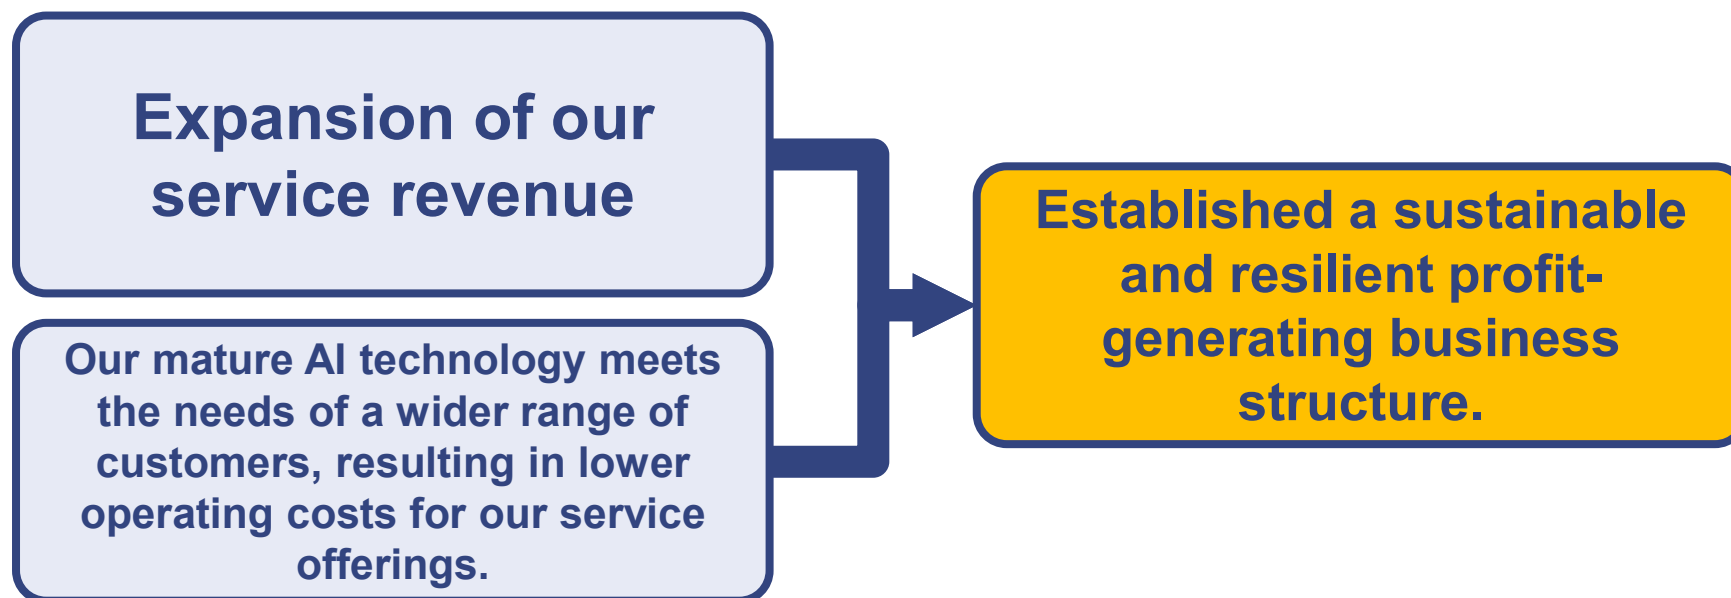 Expansion of our
service revenue
Our mature AI technology meets
the needs of a wider range of
customers, resulting in lower
operating costs for our service
offerings.
Established a sustainable
and resilient profit-
generating business
structure.